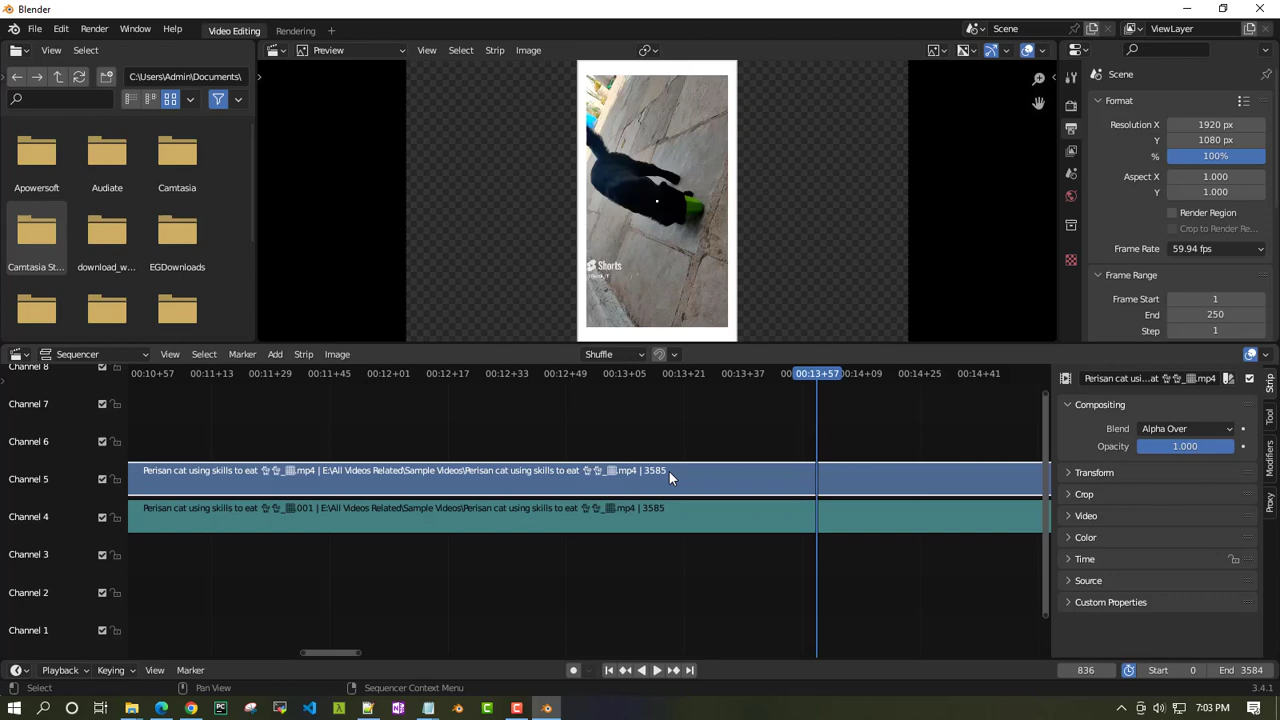 Blender
File Edit Render Window Help Video Editing Rendering + Scene ViewLayer
View Select Preview View Select Strip Image
C:\Users\Admin\Documents\
Scene
Format
Resolution X 1920 px
Y 1080 px
% 100%
Aspect X 1.000
Y 1.000
Render Region
Crop to Render Re...
Frame Rate 59.94 fps
Frame Range
Frame Start 1
End 250
Step 1
Apowersoft Audiate Camtasia
Camtasia St... download_w... EGDownloads
Shorts
Sequencer View Select Marker Add Strip Image Shuffle
00:10+57 00:11+13 00:11+29 00:11+45 00:12+01 00:12+17 00:12+33 00:12+49 00:13+05 00:13+21 00:13+37 00:13+57 00:14+09 00:14+25 00:14+41
Channel 8
Channel 7
Channel 6
Channel 5
Perisan cat using skills to eat 🐈🐈_▦.mp4 | E:\All Videos Related\Sample Videos\Perisan cat using skills to eat 🐈🐈_▦.mp4 | 3585
Channel 4
Perisan cat using skills to eat 🐈🐈_▦.001 | E:\All Videos Related\Sample Videos\Perisan cat using skills to eat 🐈🐈_▦.mp4 | 3585
Channel 3
Channel 2
Channel 1
Perisan cat usi...at 🐈🐈_▦.mp4
Compositing
Blend Alpha Over
Opacity 1.000
Transform
Crop
Video
Color
Time
Source
Custom Properties
Strip
Tool
Modifiers
Proxy
Playback Keying View Marker 836 Start 0 End 3584
Select Pan View Sequencer Context Menu 3.4.1
7:03 PM